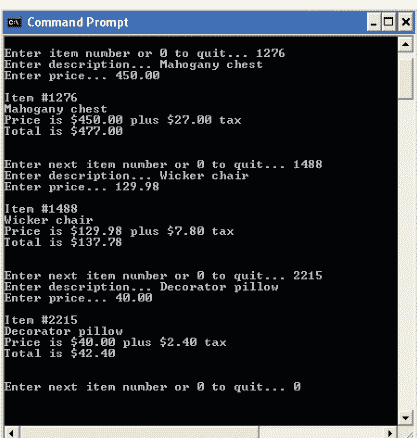 Command Prompt
Enter item number or 0 to quit... 1276
Enter description... Mahogany chest
Enter price... 450.00
Item #1276
Mahogany chest
Price is $450.00 plus $27.00 tax
Total is $477.00
Enter next item number or 0 to quit... 1488
Enter description... Wicker chair
Enter price... 129.98
Item #1488
Wicker chair
Price is $129.98 plus $7.80 tax
Total is $137.78
Enter next item number or 0 to quit... 2215
Enter description... Decorator pillow
Enter price... 40.00
Item #2215
Decorator pillow
Price is $40.00 plus $2.40 tax
Total is $42.40
Enter next item number or 0 to quit... 0